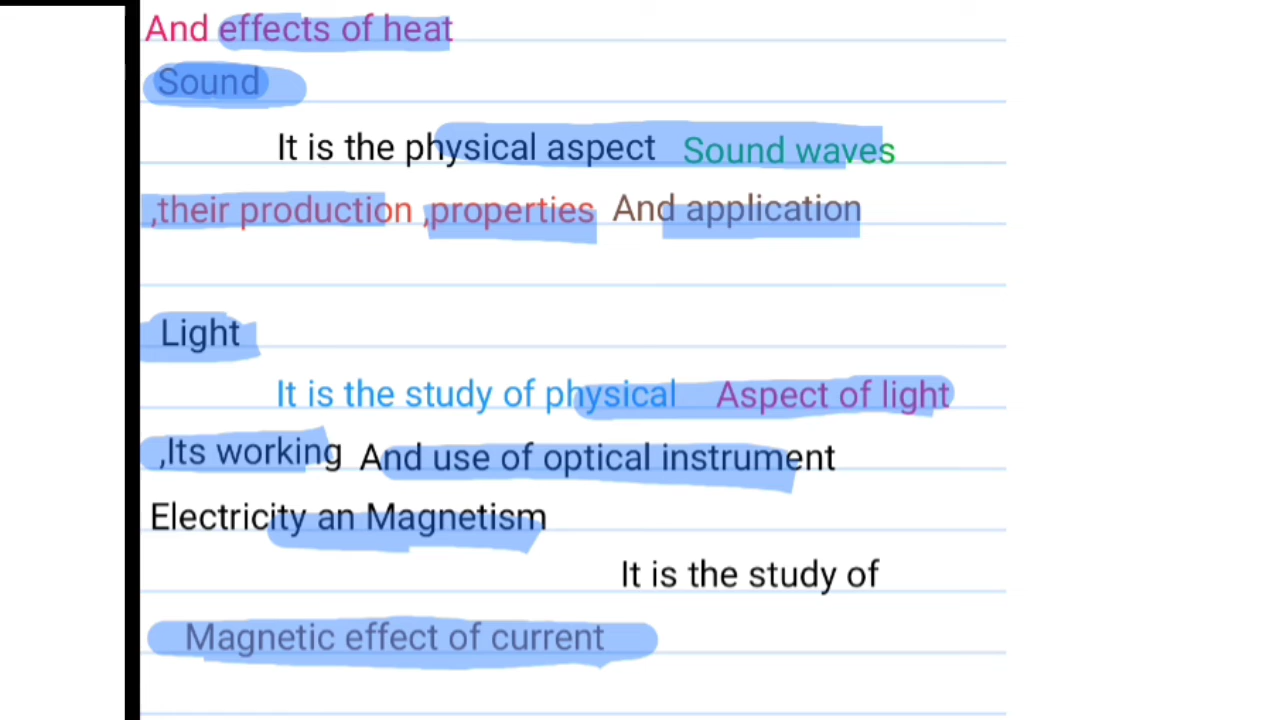 And effects of heat
Sound
It is the physical aspect Sound waves
,their production ,properties And application
Light
It is the study of physical Aspect of light
,Its working And use of optical instrument
Electricity an Magnetism
It is the study of
Magnetic effect of current